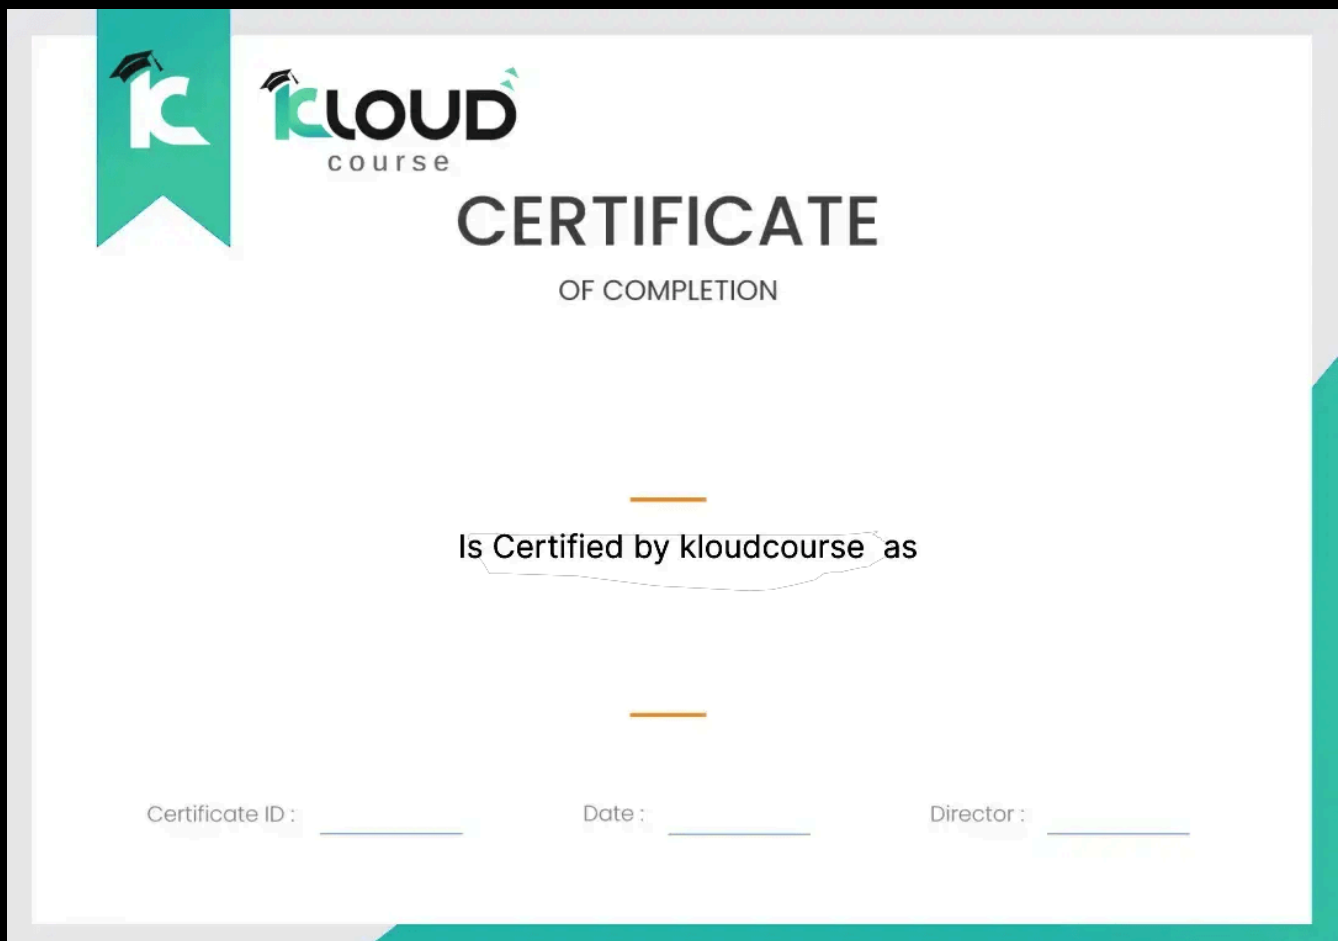 KLOUD
course
CERTIFICATE
OF COMPLETION
Is Certified by kloudcourse as
Certificate ID :
Date :
Director :